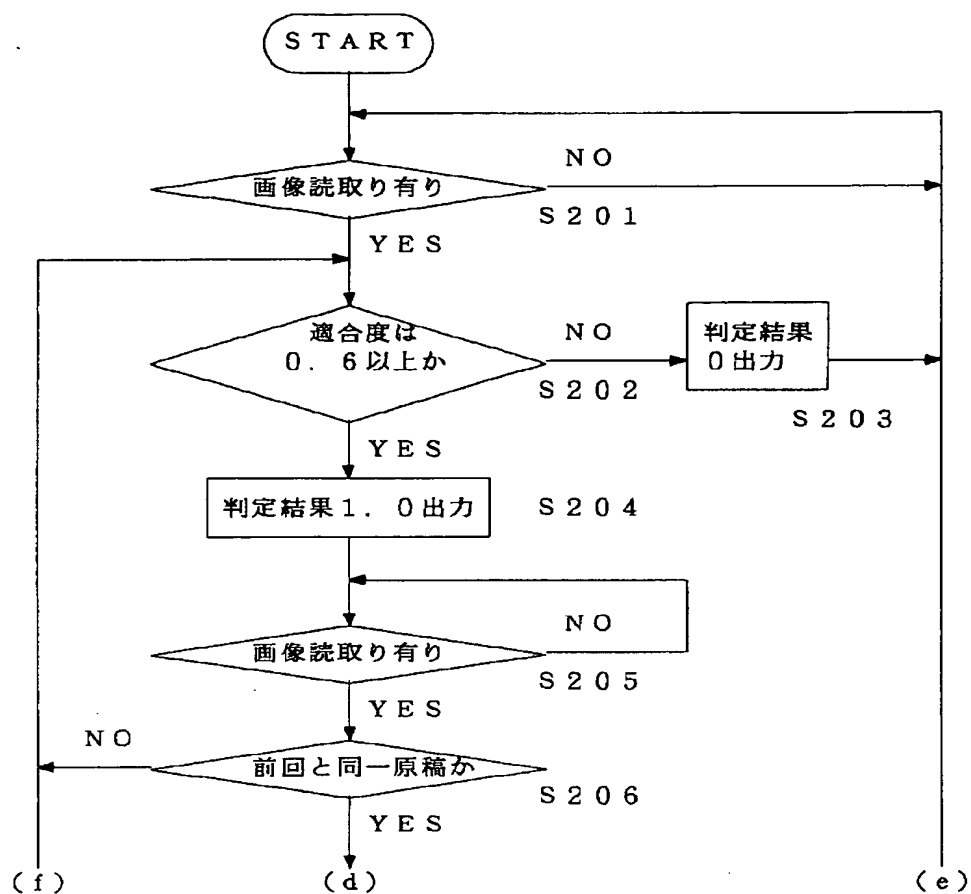 START
NO
画像読取り有り
S201
YES
適合度は
0.6以上か
NO
S202
判定結果
0出力
S203
YES
判定結果1.0出力
S204
NO
画像読取り有り
S205
YES
NO
前回と同一原稿か
S206
YES
(f)
(d)
(e)